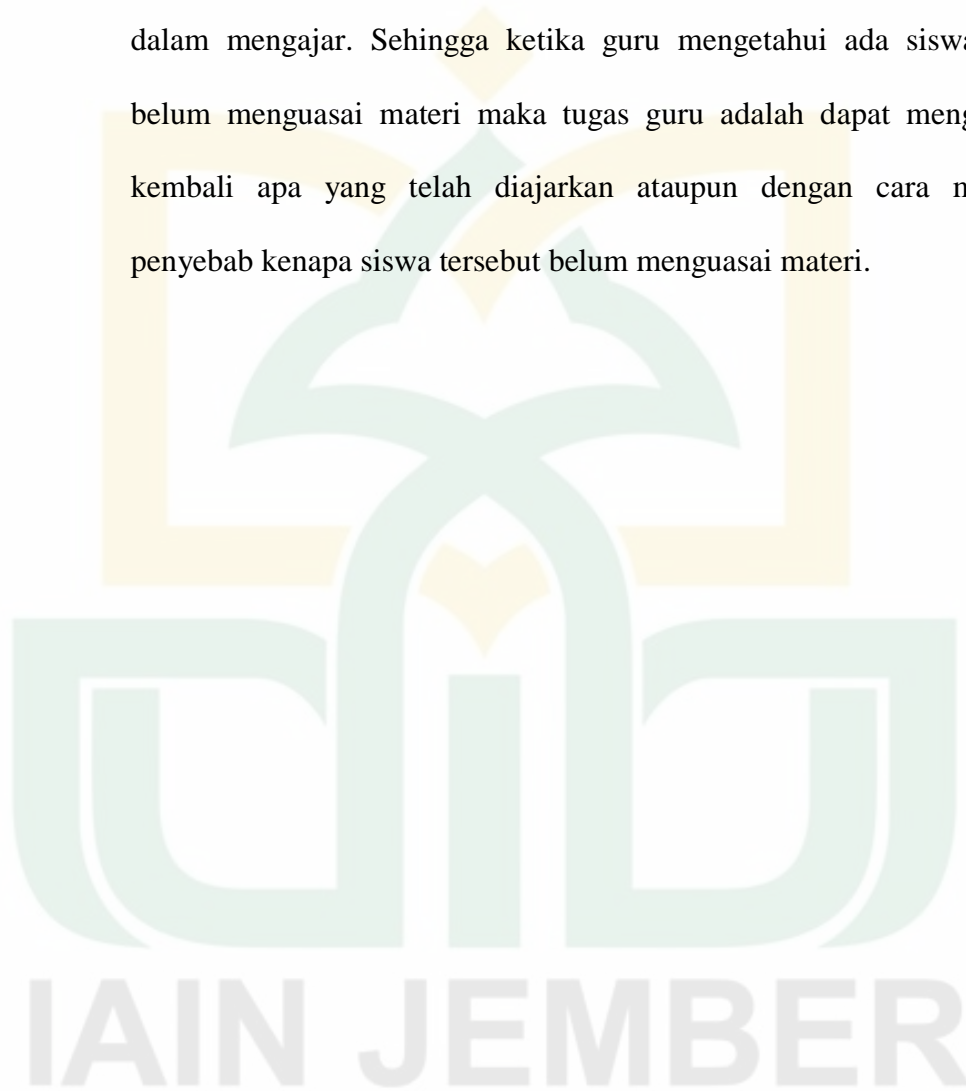 dalam mengajar. Sehingga ketika guru mengetahui ada siswa
belum menguasai materi maka tugas guru adalah dapat
kembali apa yang telah diajarkan ataupun dengan cara
penyebab kenapa siswa tersebut belum menguasai materi.
IAIN JEMBER